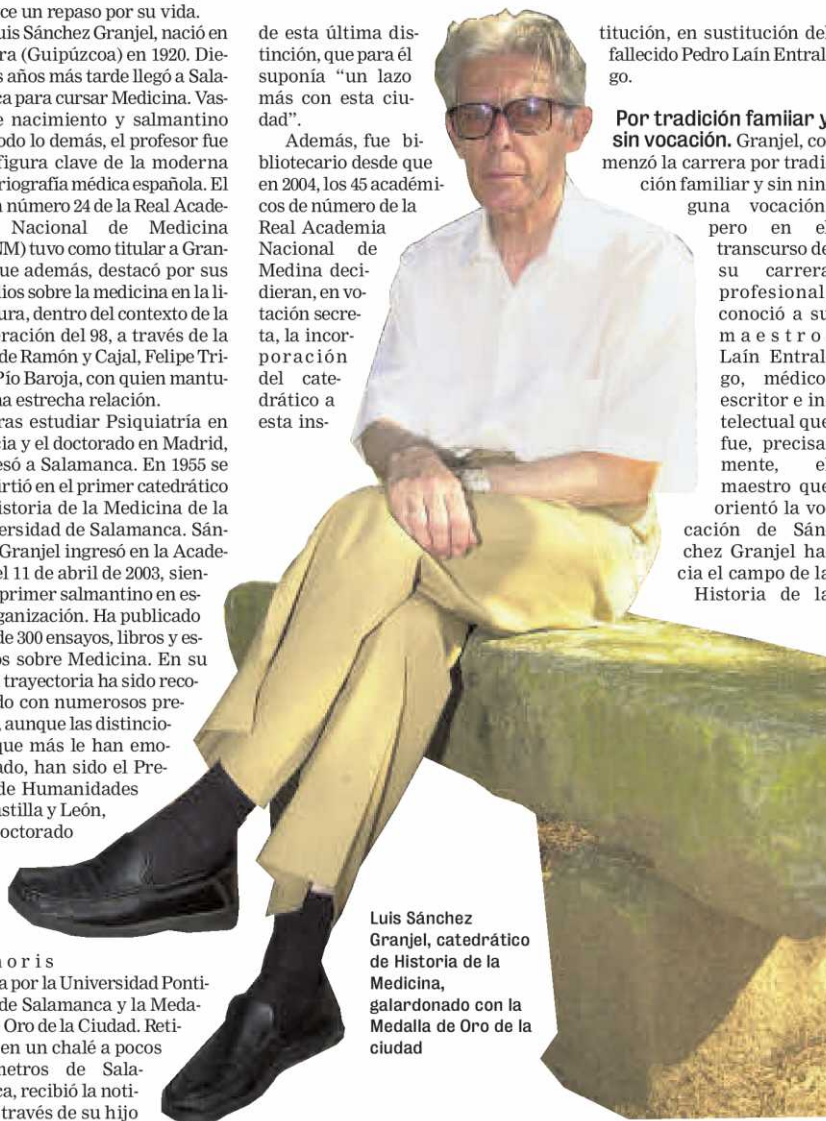 ce un repaso por su vida.
uis Sánchez Granjel, nació en
ra (Guipúzcoa) en 1920. Die-
s años más tarde llegó a Sala-
ca para cursar Medicina. Vas-
e nacimiento y salmantino
odo lo demás, el profesor fue
figura clave de la moderna
oriografía médica española. El
n número 24 de la Real Acade-
Nacional de Medicina
NM) tuvo como titular a Gran-
ue además, destacó por sus
dios sobre la medicina en la li-
ura, dentro del contexto de la
eración del 98, a través de la
de Ramón y Cajal, Felipe Tri-
Pío Baroja, con quien mantu-
na estrecha relación.
ras estudiar Psiquiatría en
cia y el doctorado en Madrid,
esó a Salamanca. En 1955 se
irtió en el primer catedrático
istoria de la Medicina de la
ersidad de Salamanca. Sán-
Granjel ingresó en la Acade-
el 11 de abril de 2003, sien-
primer salmantino en es-
ganización. Ha publicado
de 300 ensayos, libros y es-
os sobre Medicina. En su
trayectoria ha sido reco-
do con numerosos pre-
, aunque las distincio-
que más le han emo-
ado, han sido el Pre-
de Humanidades
astilla y León,
octorado
noris
a por la Universidad Ponti-
de Salamanca y la Meda-
Oro de la Ciudad. Reti-
en un chalé a pocos
metros de Sala-
ca, recibió la noti-
través de su hijo
de esta última dis-
tinción, que para él
suponía “un lazo
más con esta ciu-
dad”.
Además, fue bi-
bliotecario desde que
en 2004, los 45 académi-
cos de número de la
Real Academia
Nacional de
Medina deci-
dieran, en vo-
tación secre-
ta, la incor-
poración
del cate-
drático a
esta ins-
titución, en sustitución del
fallecido Pedro Laín Entral-
go.
Por tradición famiiar y
sin vocación. Granjel, co-
menzó la carrera por tradi-
ción familiar y sin nin-
guna vocación,
pero en el
transcurso de
su carrera
profesional,
conoció a su
maestro,
Laín Entral-
go, médico,
escritor e in-
telectual que
fue, precisa-
mente, el
maestro que
orientó la vo-
cación de Sán-
chez Granjel ha-
cia el campo de la
Historia de la
Luis Sánchez
Granjel, catedrático
de Historia de la
Medicina,
galardonado con la
Medalla de Oro de la
ciudad